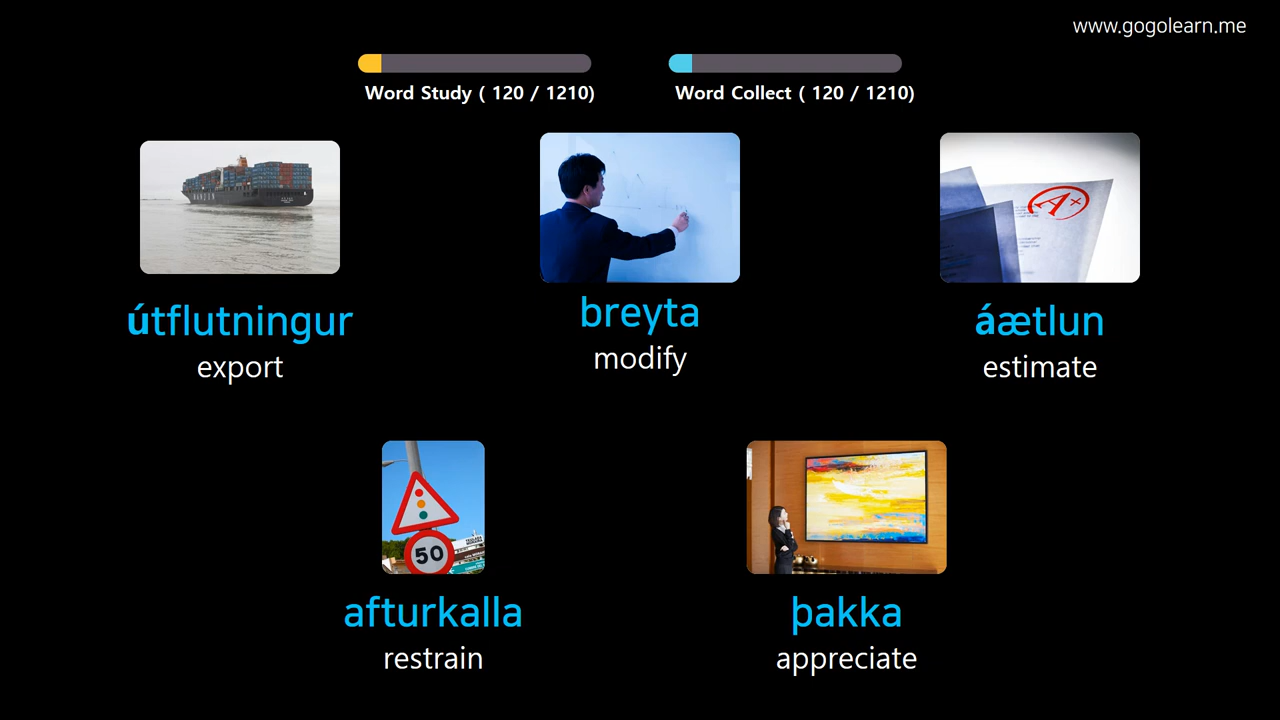 www.gogolearn.me
Word Study ( 120 / 1210)
Word Collect ( 120 / 1210)
A+
útflutningur
export
breyta
modify
áætlun
estimate
50
afturkalla
restrain
þakka
appreciate